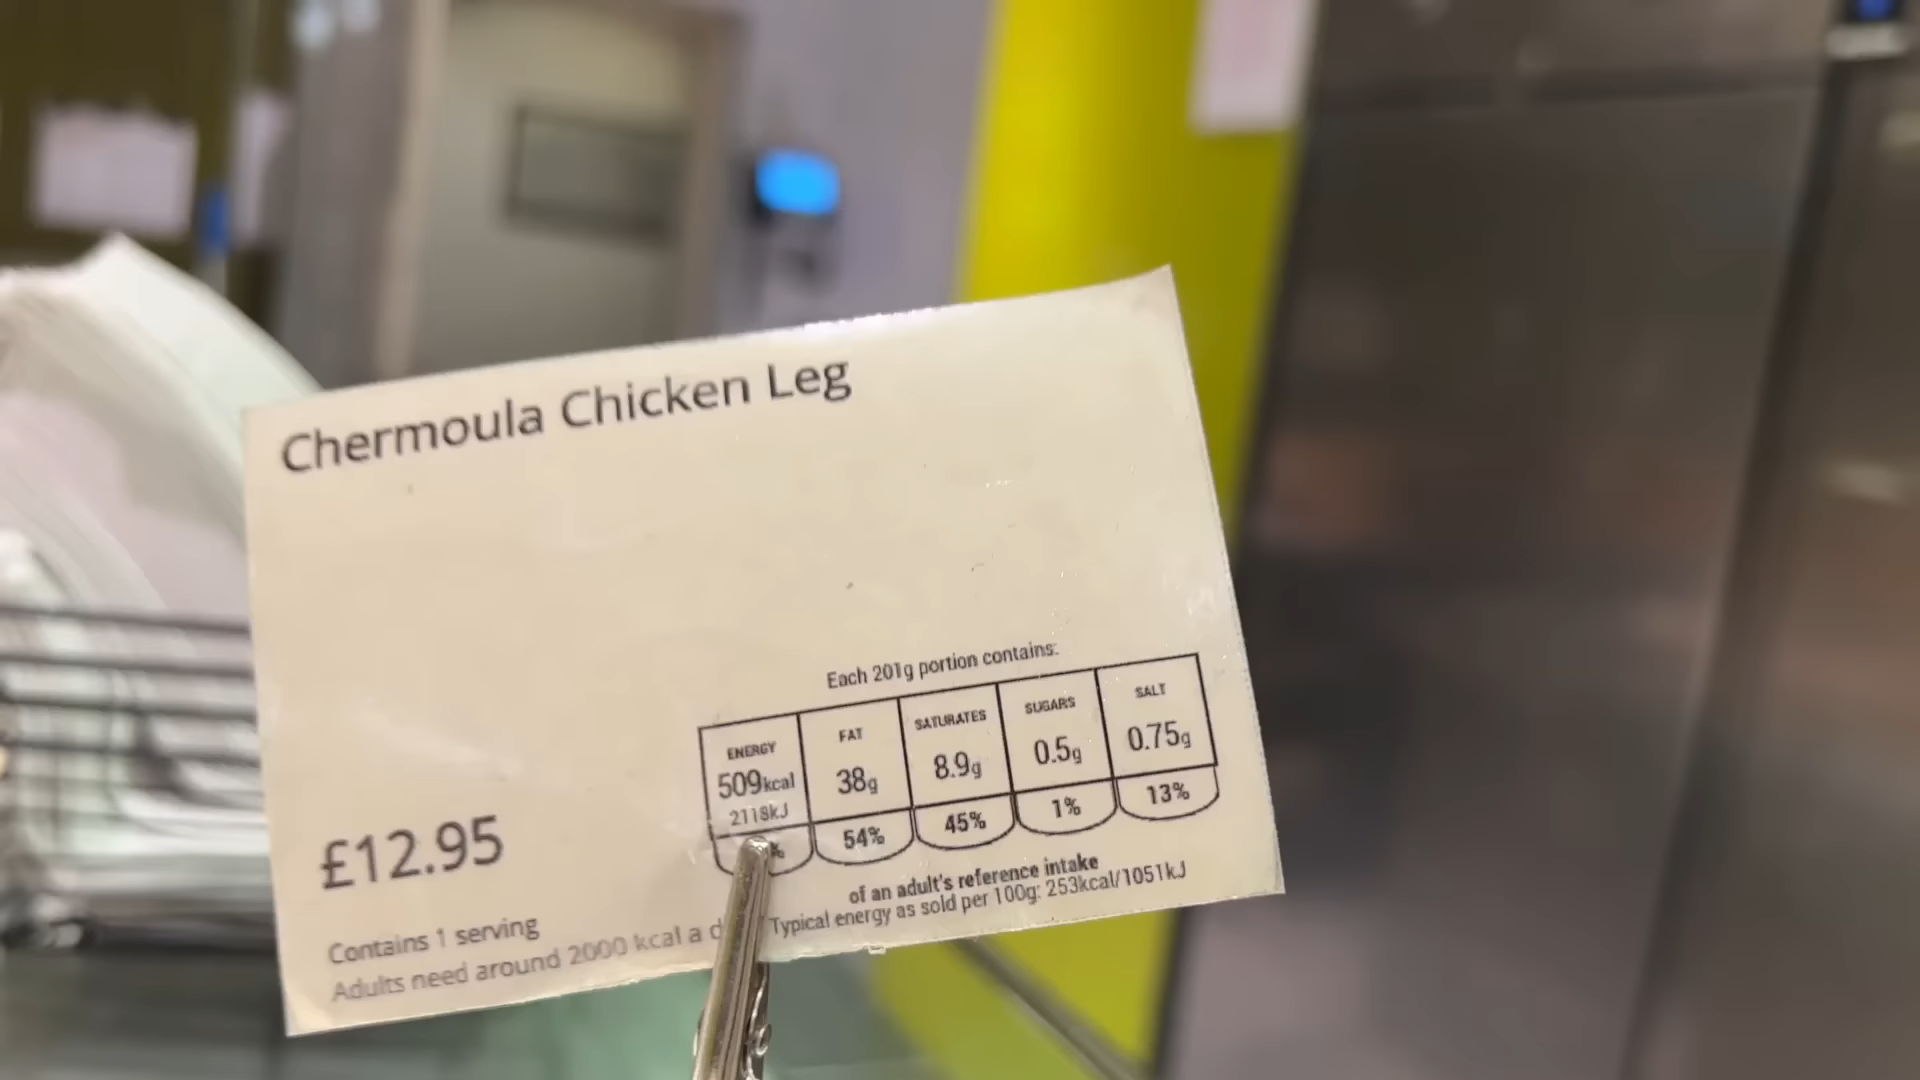 Chermoula Chicken Leg
Each 201g portion contains:
ENERGY FAT SATURATES SUGARS SALT
509kcal 38g 8.9g 0.5g 0.75g
2118kJ
% 54% 45% 1% 13%
£12.95
of an adult's reference intake
Typical energy as sold per 100g: 253kcal/1051kJ
Contains 1 serving
Adults need around 2000 kcal a